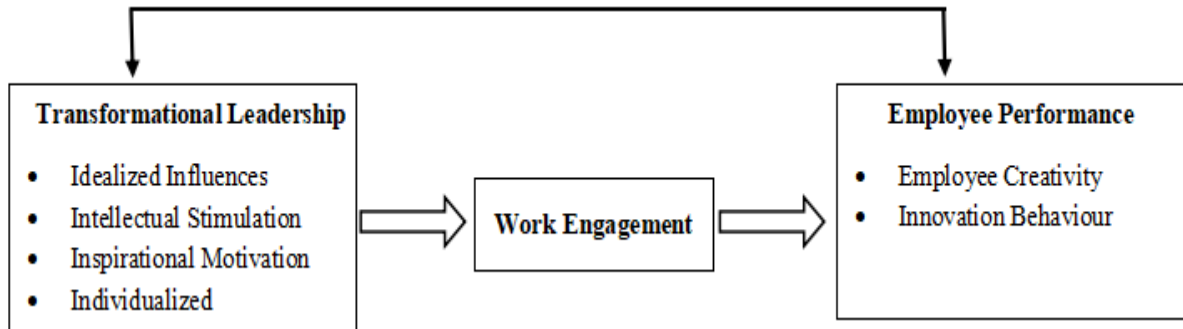 Transformational Leadership
• Idealized Influences
• Intellectual Stimulation
• Inspirational Motivation
• Individualized
Work Engagement
Employee Performance
• Employee Creativity
• Innovation Behaviour